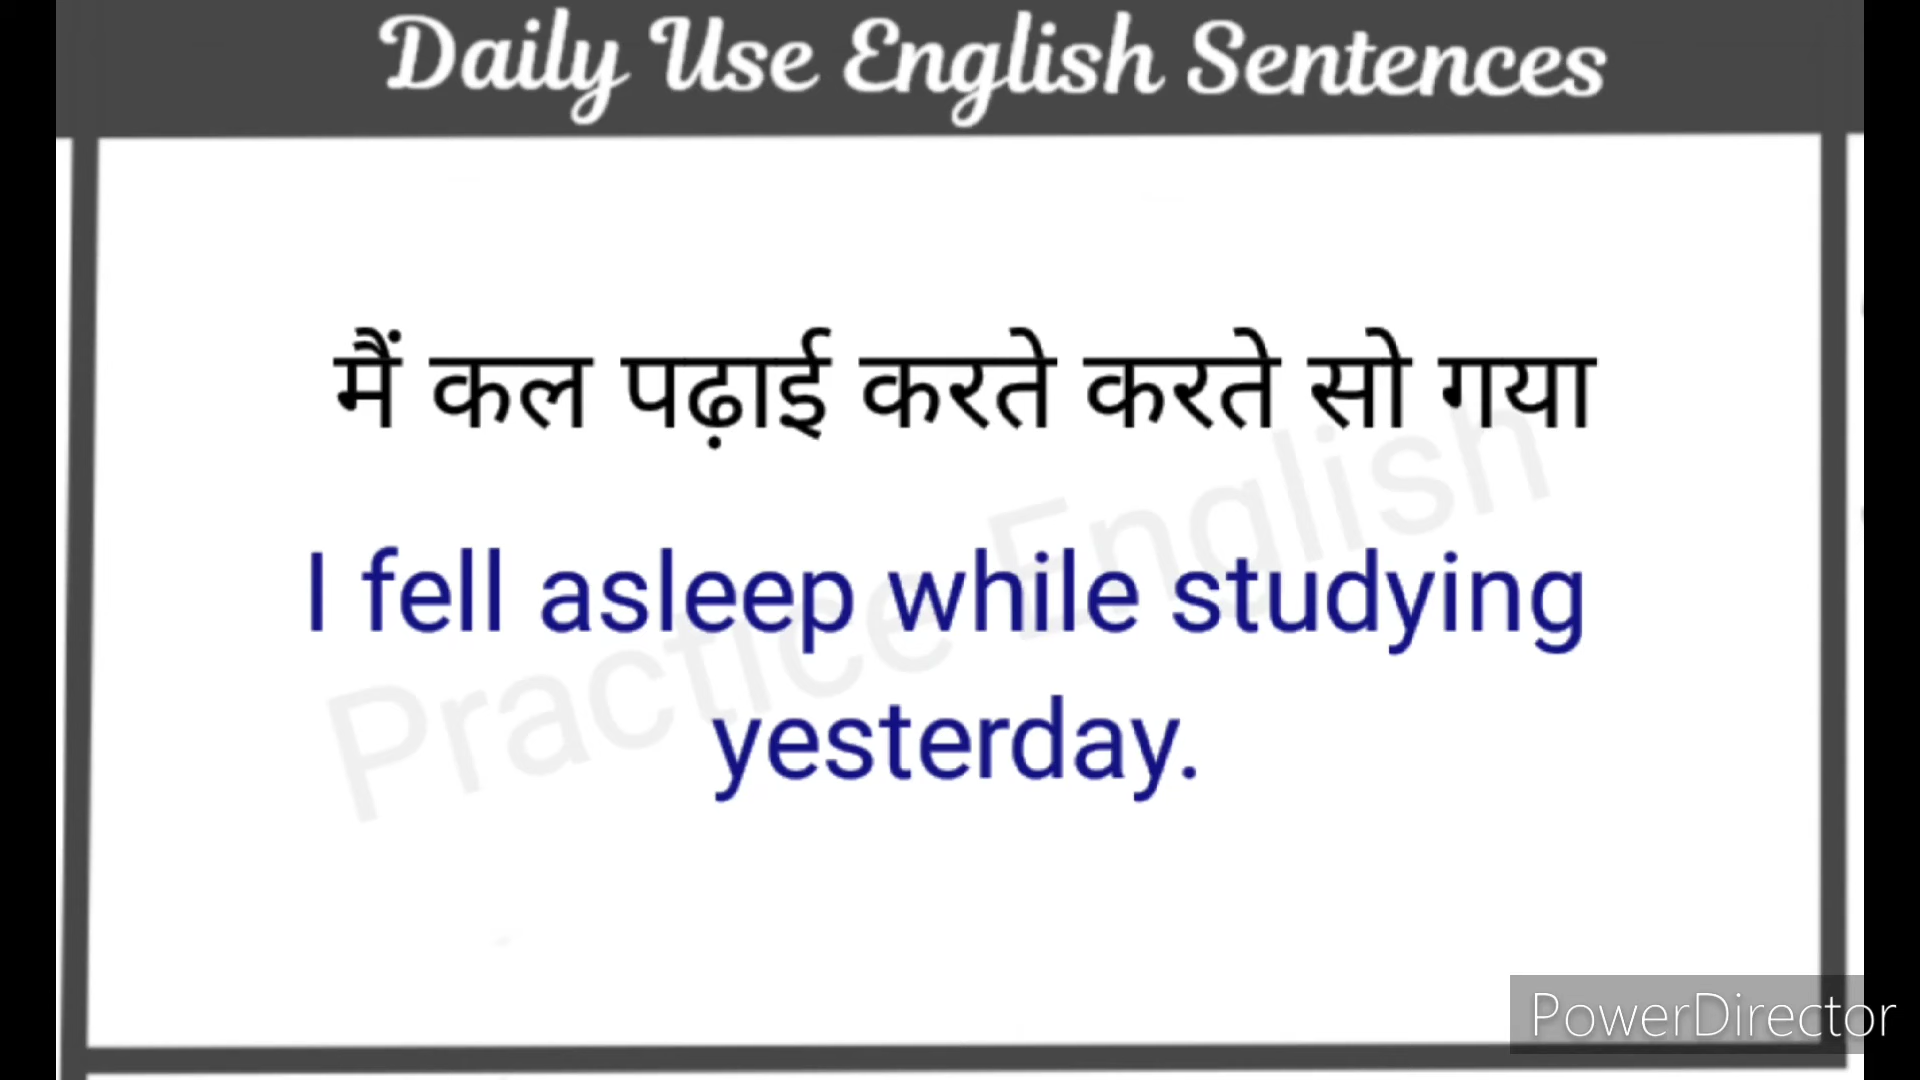 Daily Use English Sentences
मैं कल पढ़ाई करते करते सो गया
I fell asleep while studying
yesterday.
Practice English
PowerDirector